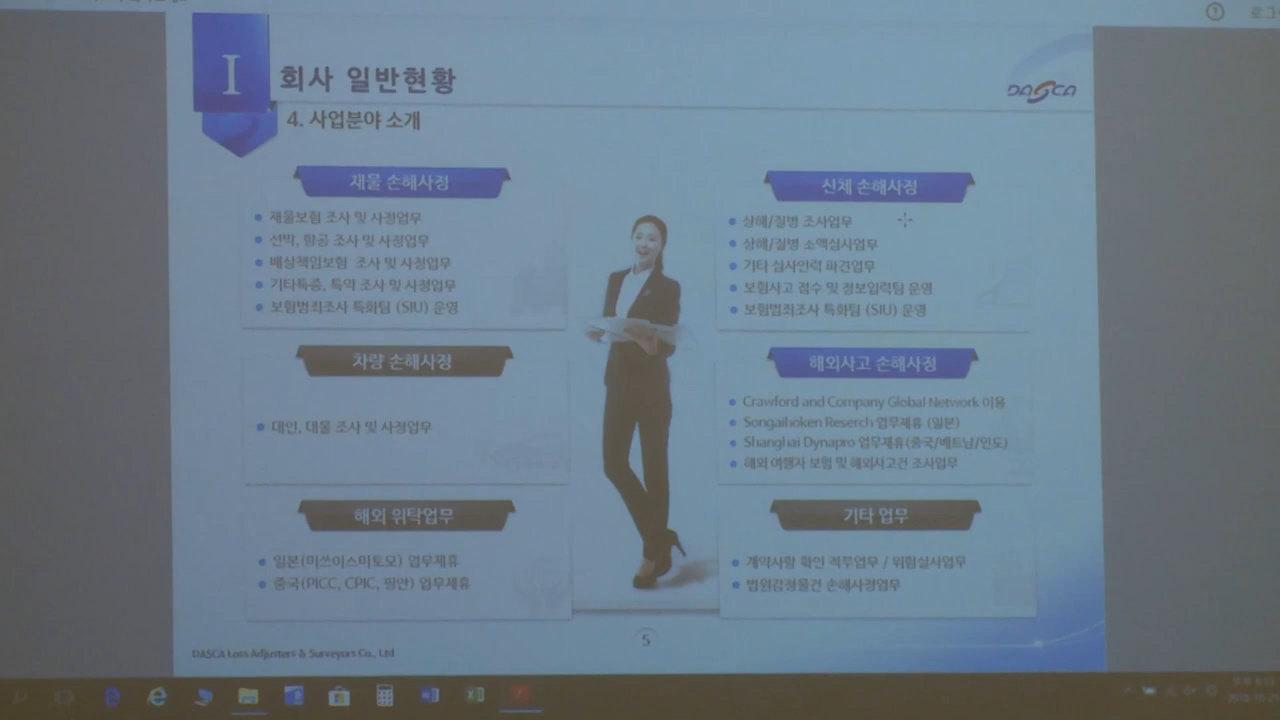 I
회사 일반현황
DASCA
4. 사업분야 소개
재물 손해사정
재물보험 조사 및 사정업무
선박, 항공 조사 및 사정업무
배상책임보험 조사 및 사정업무
기타특종, 특약 조사 및 사정업무
보험범죄조사 특화팀 (SIU) 운영
신체 손해사정
상해/질병 조사업무
상해/질병 소액심사업무
기타 심사인력 파견업무
보험사고 접수 및 정보입력팀 운영
보험범죄조사 특화팀 (SIU) 운영
차량 손해사정
대인, 대물 조사 및 사정업무
해외사고 손해사정
Crawford and Company Global Network 이용
Songaihoken Reserch 업무제휴 (일본)
Shanghai Dynapro 업무제휴(중국/베트남/인도)
해외 여행자 보험 및 해외사고건 조사업무
해외 위탁업무
일본(미쓰이스미토모) 업무제휴
중국(PICC, CPIC, 핑안) 업무제휴
기타 업무
계약사항 확인 적부업무 / 위험실사업무
법원감정물건 손해사정업무
5
DASCA Loss Adjusters & Surveyors Co., Ltd